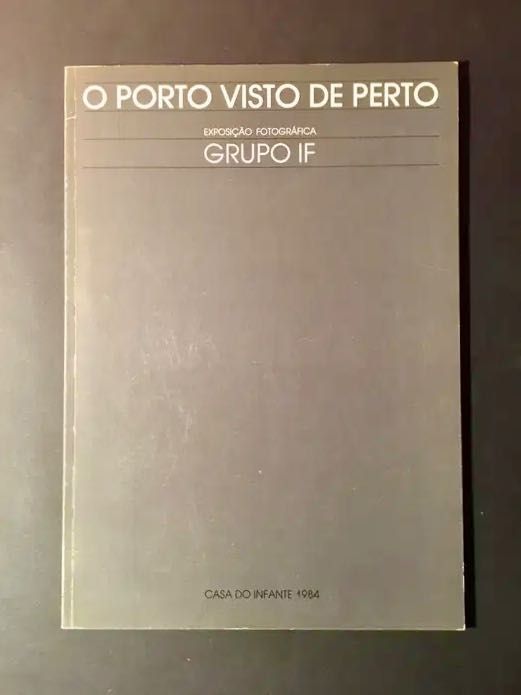 O PORTO VISTO DE PERTO
EXPOSIÇÃO FOTOGRÁFICA
GRUPO IF
CASA DO INFANTE 1984